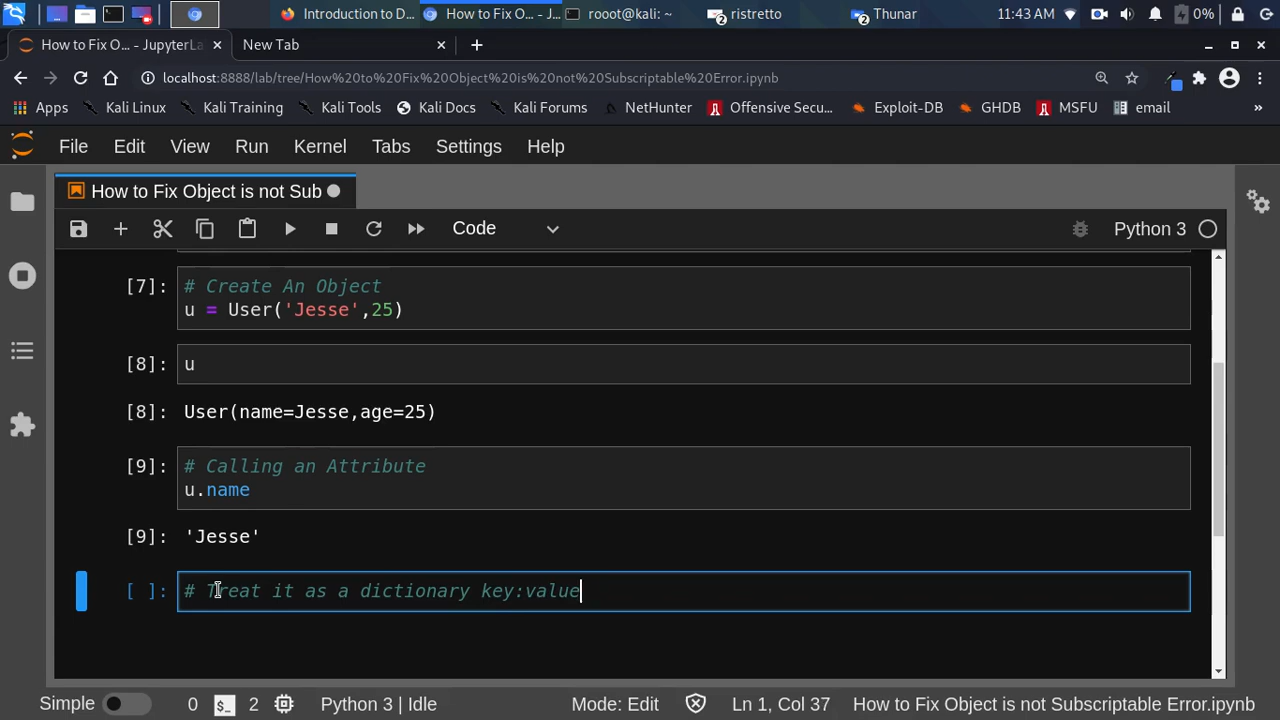 Introduction to D...
How to Fix O... - J...
rooot@kali: ~
ristretto
Thunar
11:43 AM
0%
How to Fix O... - JupyterLa
New Tab
localhost:8888/lab/tree/How%20to%20Fix%20Object%20is%20not%20Subscriptable%20Error.ipynb
Apps
Kali Linux
Kali Training
Kali Tools
Kali Docs
Kali Forums
NetHunter
Offensive Secu...
Exploit-DB
GHDB
MSFU
email
»
File
Edit
View
Run
Kernel
Tabs
Settings
Help
How to Fix Object is not Sub
Code
Python 3
[7]:
# Create An Object
u = User('Jesse',25)
[8]:
u
[8]:
User(name=Jesse,age=25)
[9]:
# Calling an Attribute
u.name
[9]:
'Jesse'
[ ]:
# Treat it as a dictionary key:value
Simple
0
2
Python 3 | Idle
Mode: Edit
Ln 1, Col 37
How to Fix Object is not Subscriptable Error.ipynb